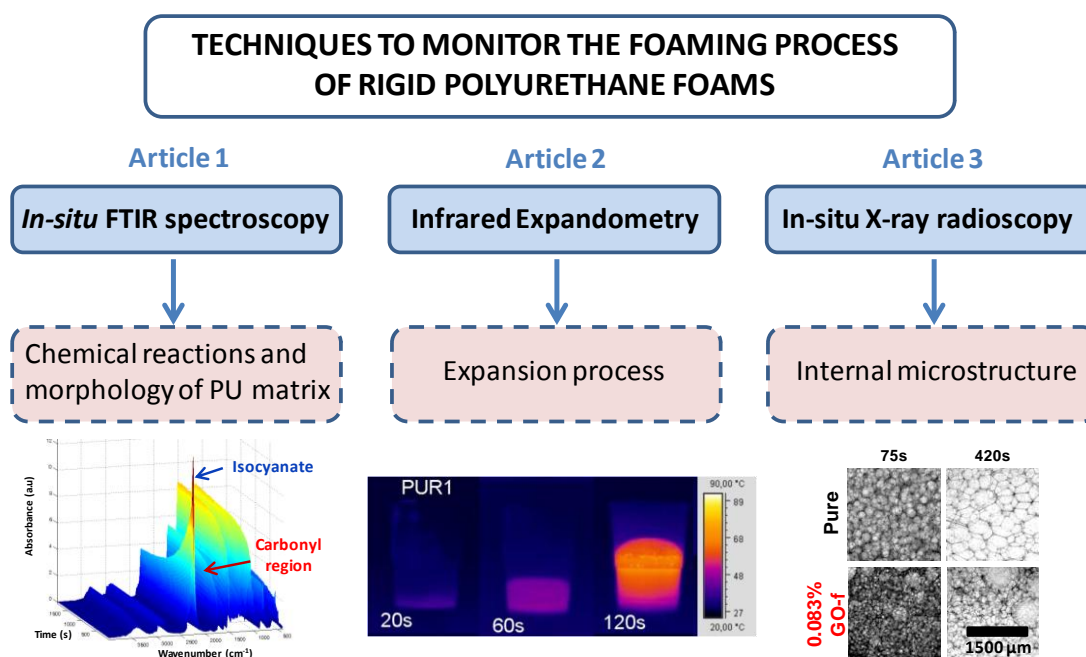 TECHNIQUES TO MONITOR THE FOAMING PROCESS
OF RIGID POLYURETHANE FOAMS
Article 1
Article 2
Article 3
In-situ FTIR spectroscopy
Infrared Expandometry
In-situ X-ray radioscopy
Chemical reactions and
morphology of PU matrix
Expansion process
Internal microstructure
Absorbance (a.u)
Isocyanate
Carbonyl
region
Time (s)
Wavenumber (cm-1)
PUR1
20s
60s
120s
90,00 °C
89
68
48
27
20,00 °C
75s
420s
Pure
0.083%
GO-f
1500 µm